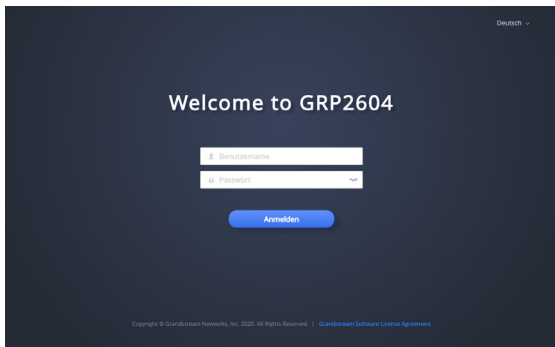 Deutsch
Welcome to GRP2604
Benutzername
Passwort
Anmelden
Copyright © Grandstream Networks, Inc. 2020. All Rights Reserved. | Grandstream Software License Agreement